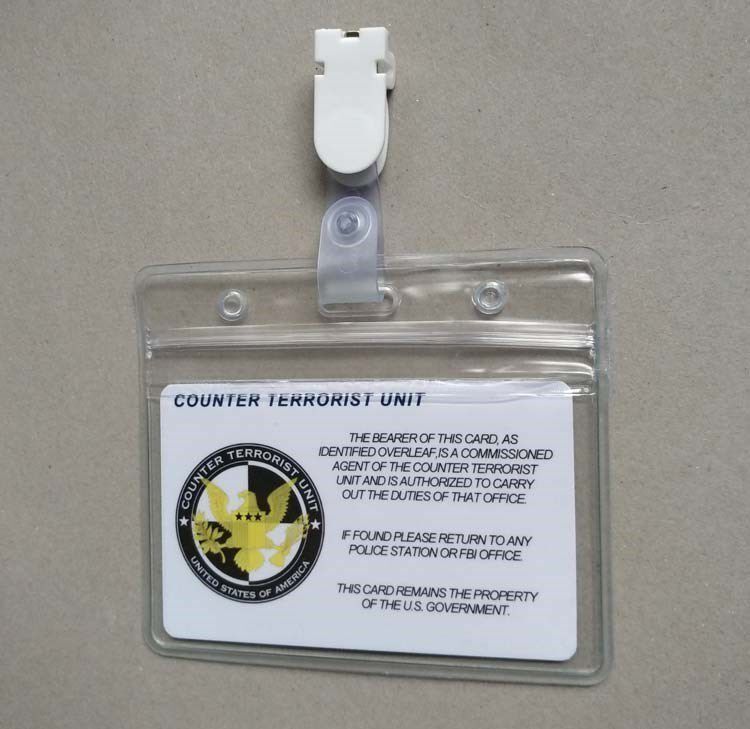 COUNTER TERRORIST UNIT
THE BEARER OF THIS CARD, AS
IDENTIFIED OVERLEAF,IS A COMMISSIONED
AGENT OF THE COUNTER TERRORIST
UNIT AND IS AUTHORIZED TO CARRY
OUT THE DUTIES OF THAT OFFICE.
IF FOUND PLEASE RETURN TO ANY
POLICE STATION OR FBI OFFICE.
THIS CARD REMAINS THE PROPERTY
OF THE U.S. GOVERNMENT.
COUNTER TERRORIST UNIT
UNITED STATES OF AMERICA